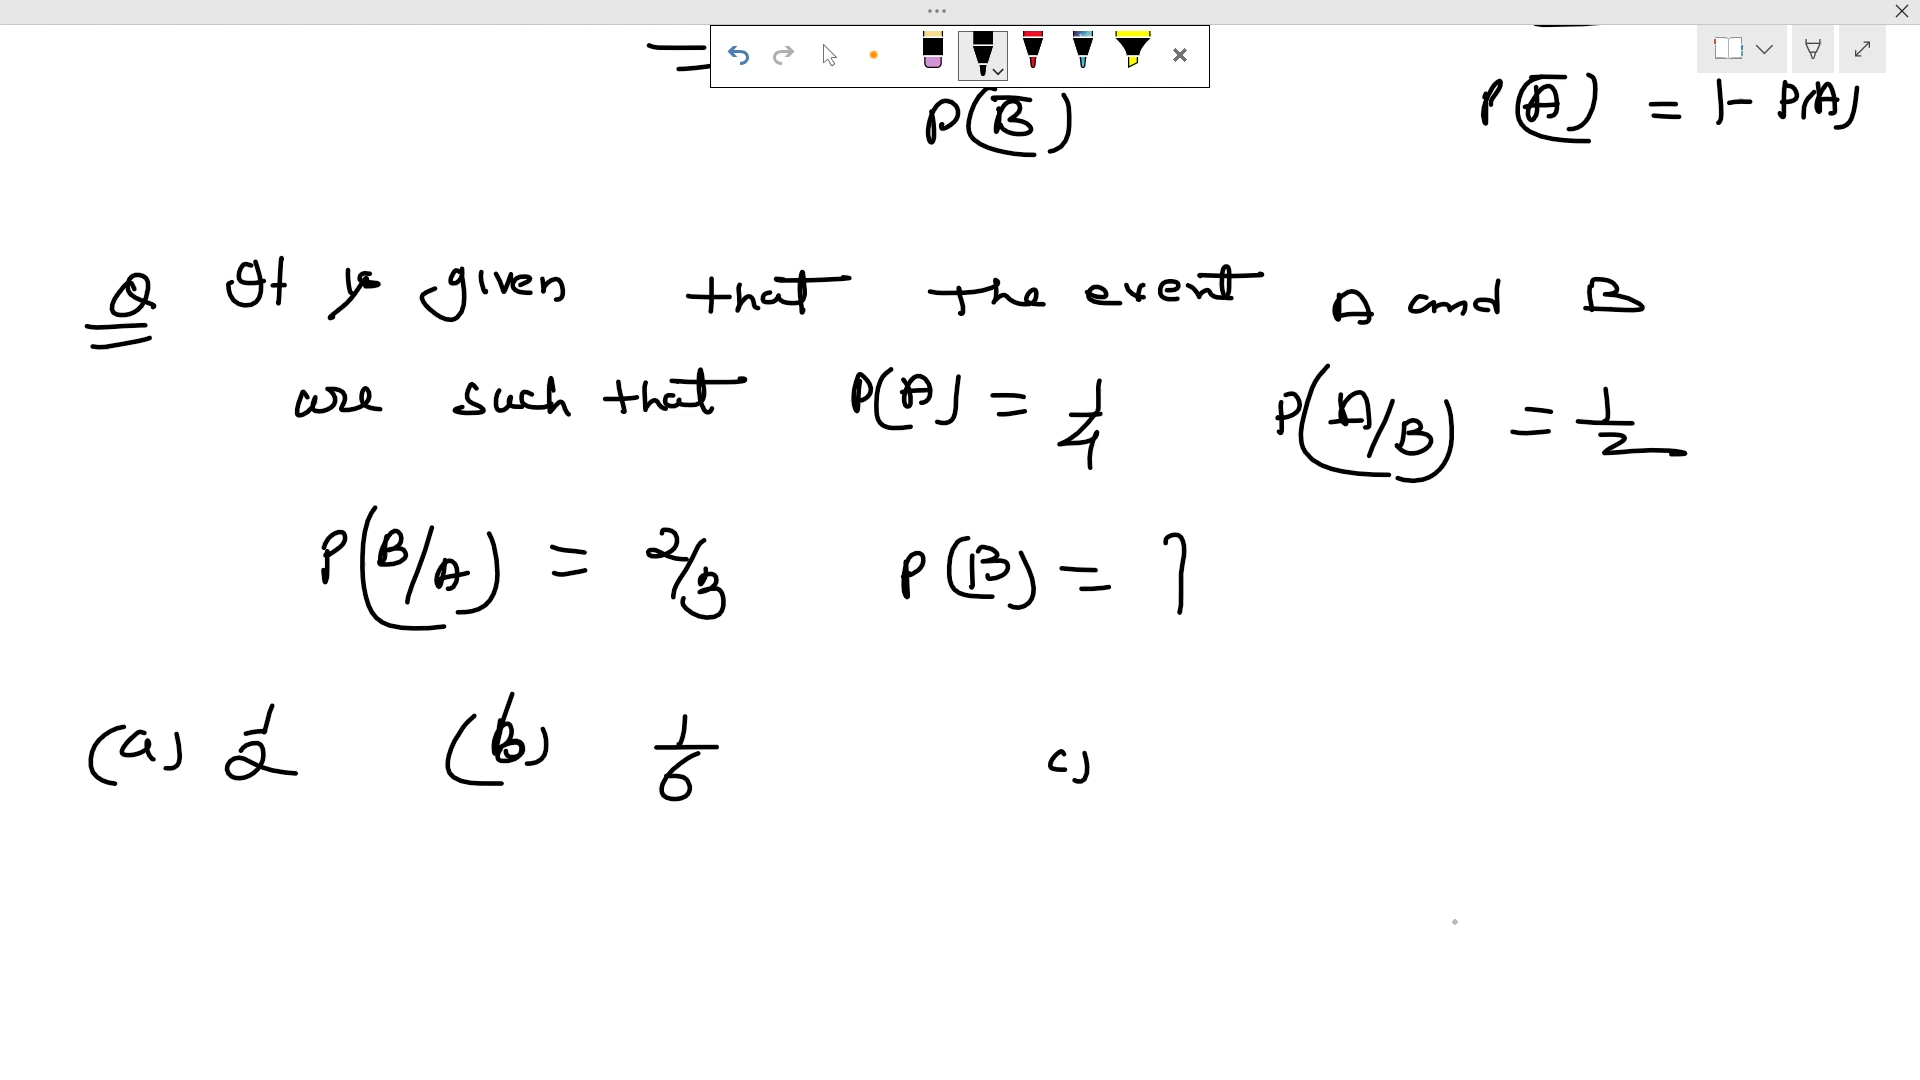 P(B̅)
P(A̅) = 1 - P(A)
Q It is given that the event A and B
are such that P(A) = 1/4 P(A/B) = 1/2
P(B/A) = 2/3 P(B) = ?
(a) 1/2 (b) 1/6 c)